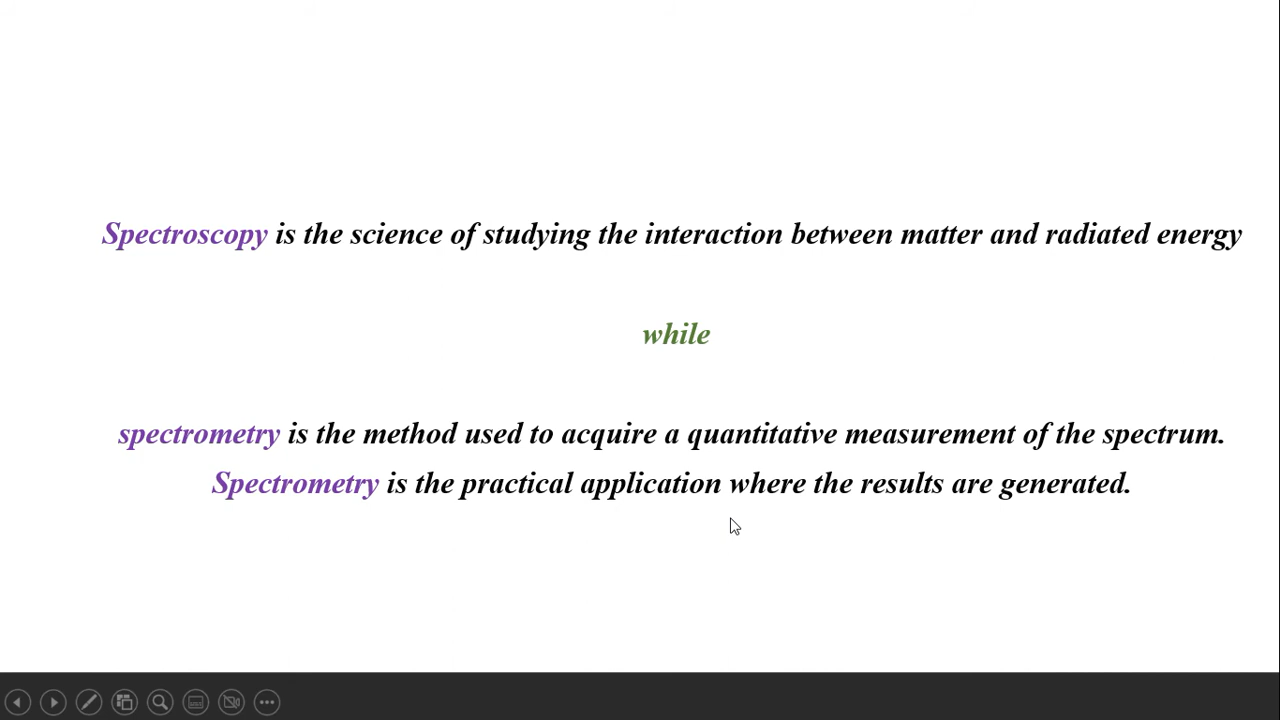 Spectroscopy is the science of studying the interaction between matter and radiated energy
while
spectrometry is the method used to acquire a quantitative measurement of the spectrum.
Spectrometry is the practical application where the results are generated.